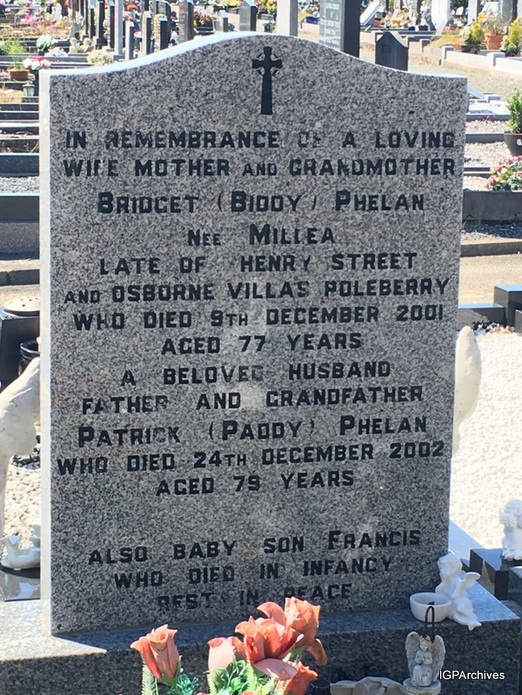 IN REMEMBRANCE OF A LOVING
WIFE MOTHER AND GRANDMOTHER
BRIDGET (BIDDY) PHELAN
NEE MILLEA
LATE OF HENRY STREET
AND OSBORNE VILLAS POLEBERRY
WHO DIED 9TH DECEMBER 2001
AGED 77 YEARS
A BELOVED HUSBAND
FATHER AND GRANDFATHER
PATRICK (PADDY) PHELAN
WHO DIED 24TH DECEMBER 2002
AGED 79 YEARS
ALSO BABY SON FRANCIS
WHO DIED IN INFANCY
REST IN PEACE
IGPArchives